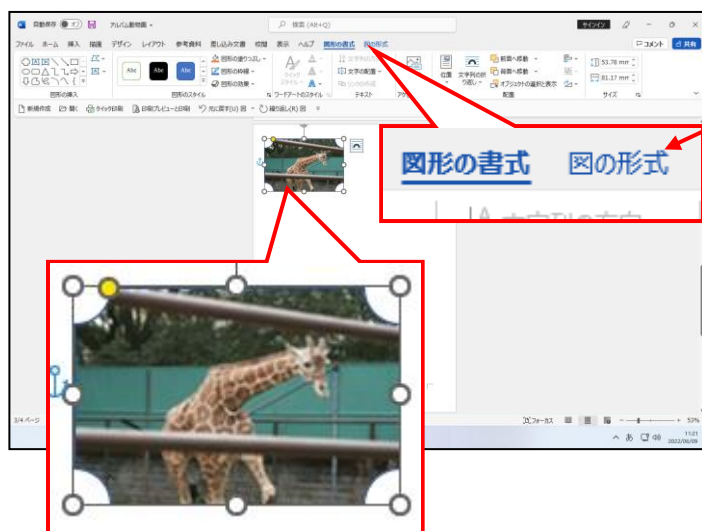 自動保存 アルバム動物園 検索 (Alt+Q) サインイン
ファイル ホーム 挿入 描画 デザイン レイアウト 参考資料 差し込み文書 校閲 表示 ヘルプ 図形の書式 図の形式 コメント 共有
Abc Abc Abc
図形の塗りつぶし
図形の枠線
図形の効果
文字の配置
位置
前面へ移動
背面へ移動
オブジェクトの選択と表示
53.78 mm
81.17 mm
図形の挿入 図形のスタイル ワードアートのスタイル テキスト 配置 サイズ
新規作成 開く クイック印刷 印刷プレビューと印刷 元に戻す(U) 図 繰り返し(R) 図
図形の書式 図の形式
文字列の方向
3/4 ページ フォーカス 53%
あ 11:21
2022/06/09